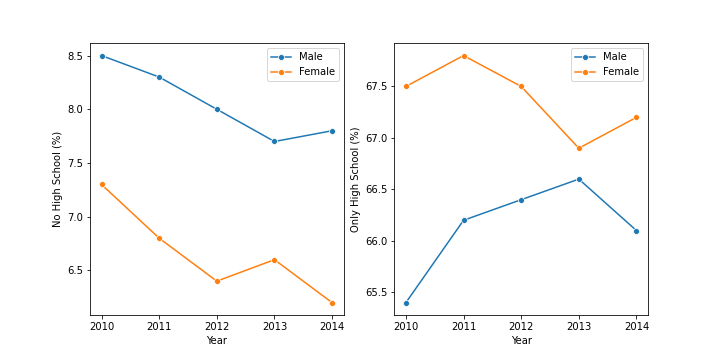 No High School (%)
8.5
8.0
7.5
7.0
6.5
Male
Female
2010 2011 2012 2013 2014
Year
Only High School (%)
67.5
67.0
66.5
66.0
65.5
Male
Female
2010 2011 2012 2013 2014
Year